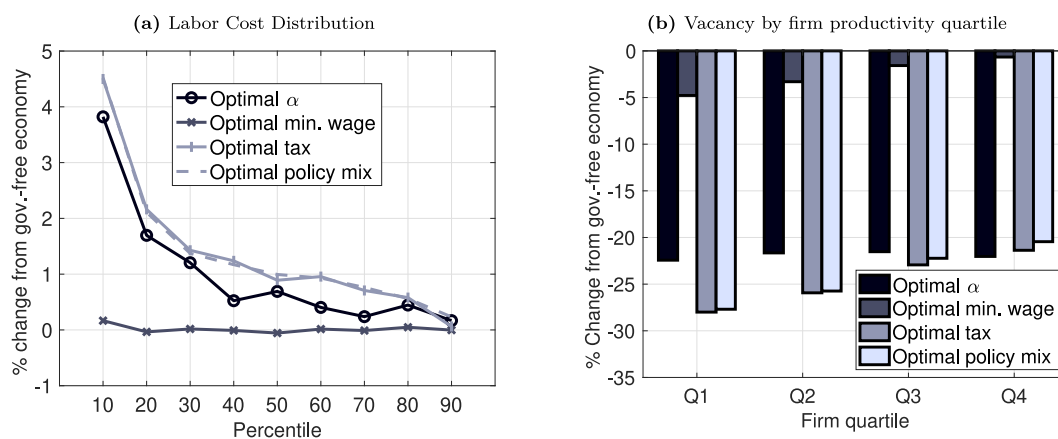 (a) Labor Cost Distribution
% change from gov.-free economy
5
4
3
2
1
0
-1
10 20 30 40 50 60 70 80 90
Percentile
Optimal α
Optimal min. wage
Optimal tax
Optimal policy mix
(b) Vacancy by firm productivity quartile
% Change from gov.-free economy
0
-5
-10
-15
-20
-25
-30
-35
Q1 Q2 Q3 Q4
Firm quartile
Optimal α
Optimal min. wage
Optimal tax
Optimal policy mix